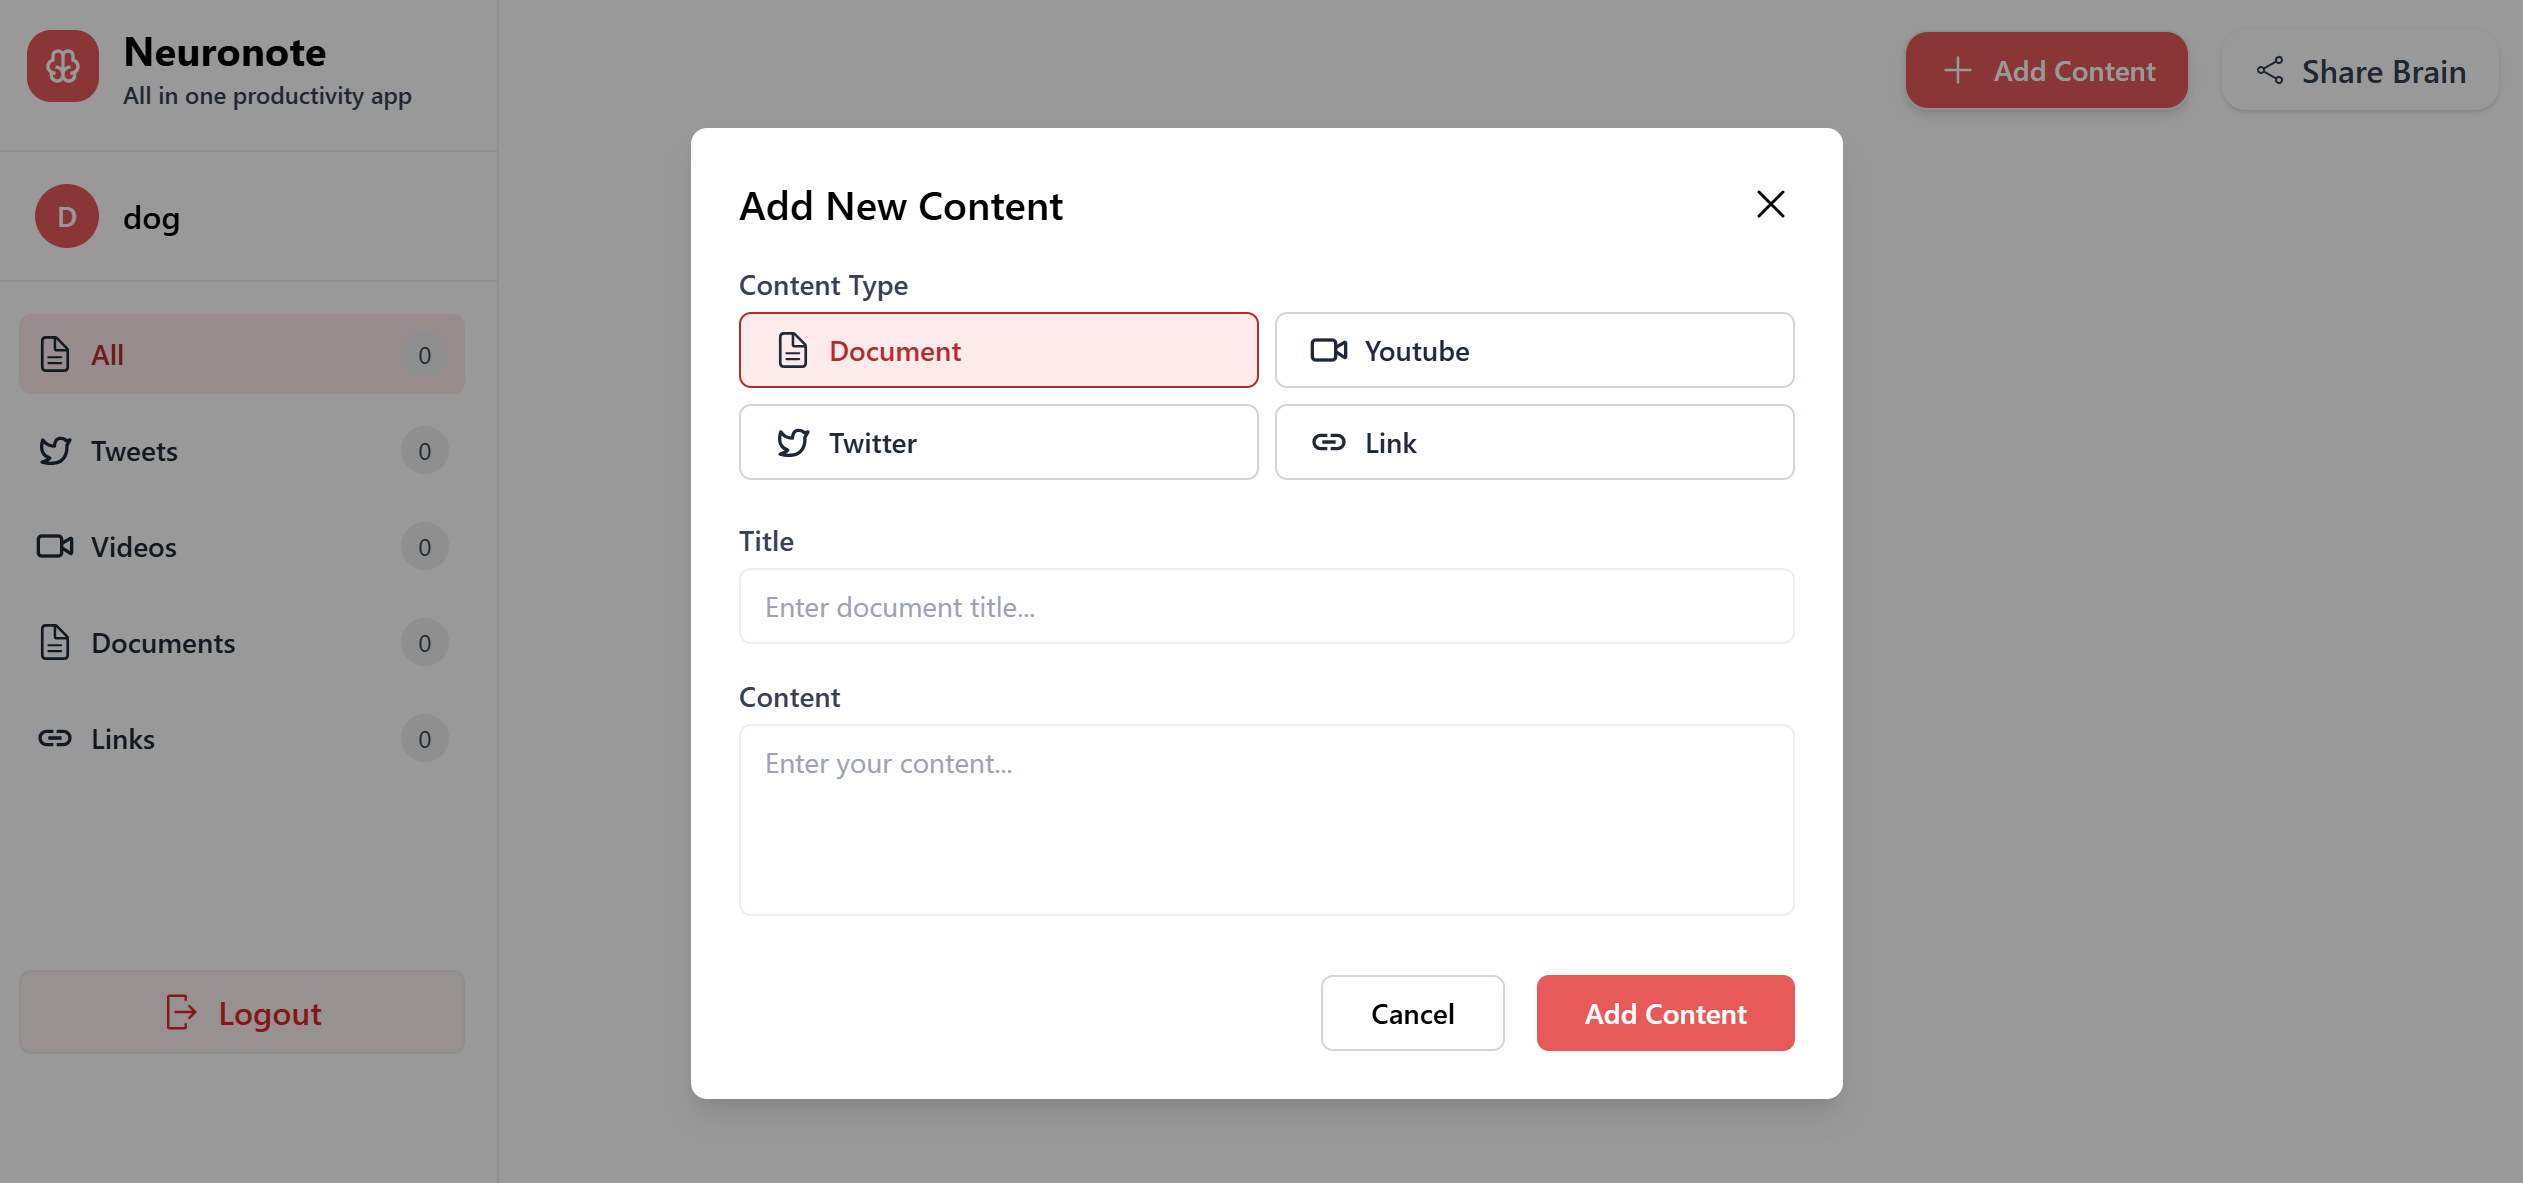 Neuronote
All in one productivity app
Add Content
Share Brain
D
dog
All 0
Tweets 0
Videos 0
Documents 0
Links 0
Logout
Add New Content
Content Type
Document
Youtube
Twitter
Link
Title
Enter document title...
Content
Enter your content...
Cancel
Add Content